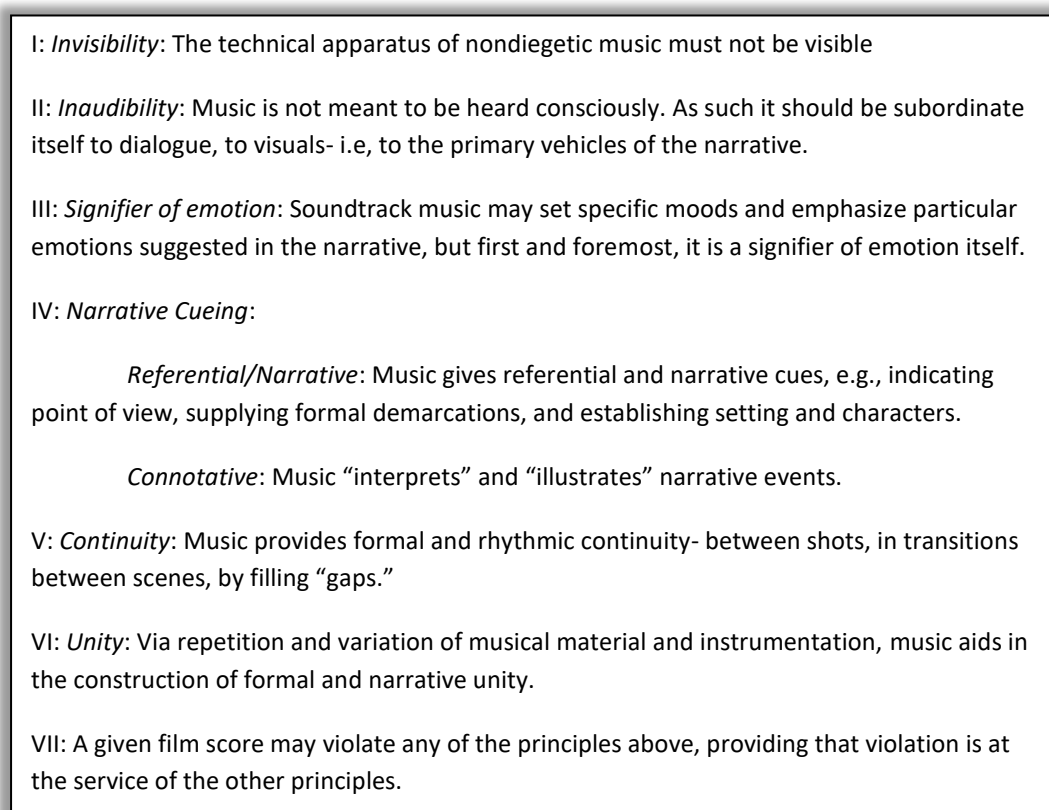 I: Invisibility: The technical apparatus of nondiegetic music must not be visible
II: Inaudibility: Music is not meant to be heard consciously. As such it should be subordinate
itself to dialogue, to visuals- i.e, to the primary vehicles of the narrative.
III: Signifier of emotion: Soundtrack music may set specific moods and emphasize particular
emotions suggested in the narrative, but first and foremost, it is a signifier of emotion itself.
IV: Narrative Cueing:
Referential/Narrative: Music gives referential and narrative cues, e.g., indicating
point of view, supplying formal demarcations, and establishing setting and characters.
Connotative: Music “interprets” and “illustrates” narrative events.
V: Continuity: Music provides formal and rhythmic continuity- between shots, in transitions
between scenes, by filling “gaps.”
VI: Unity: Via repetition and variation of musical material and instrumentation, music aids in
the construction of formal and narrative unity.
VII: A given film score may violate any of the principles above, providing that violation is at
the service of the other principles.